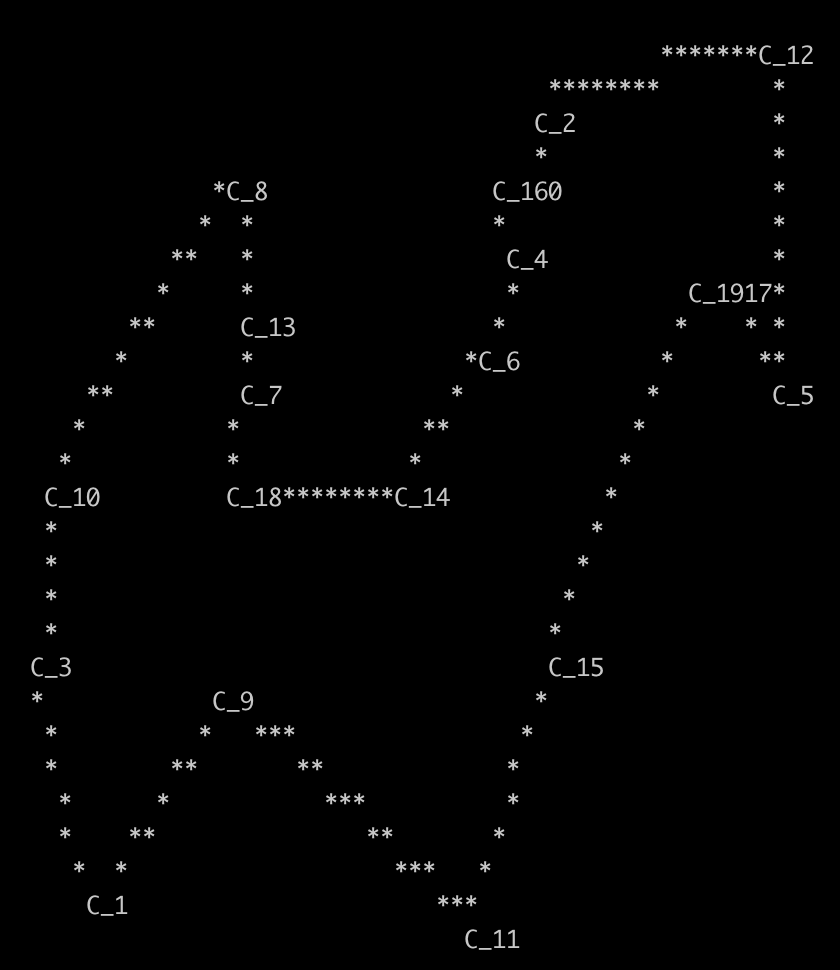 *******C_12
                                       ********        *
                                      C_2              *
                                      *                *
               *C_8                C_160               *
              *  *                 *                   *
            **   *                  C_4                *
           *     *                  *            C_1917*
         **      C_13              *            *    * *
        *        *               *C_6          *      **
      **         C_7            *             *        C_5
     *          *             **             *
    *           *            *              *
   C_10         C_18********C_14           *
   *                                      *
   *                                     *
   *                                    *
   *                                   *
  C_3                                  C_15
  *            C_9                    *
   *          *   ***                *
   *        **       **             *
    *      *           ***          *
    *    **               **       *
     *  *                   ***   *
      C_1                      ***
                                 C_11